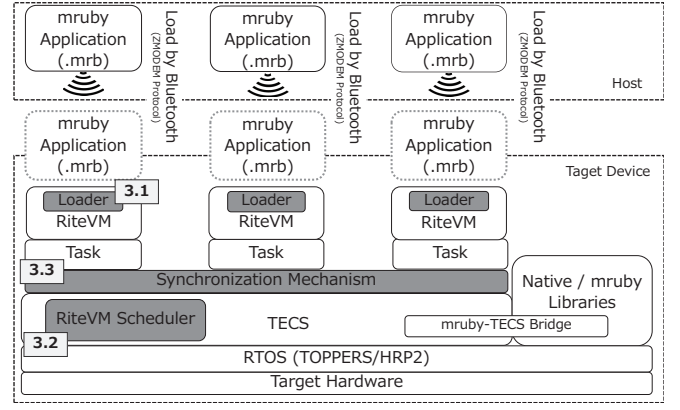 mruby
Application
(.mrb)
Load by Bluetooth
(ZMODEM Protocol)
mruby
Application
(.mrb)
Load by Bluetooth
(ZMODEM Protocol)
mruby
Application
(.mrb)
Load by Bluetooth
(ZMODEM Protocol)
Host
mruby
Application
(.mrb)
mruby
Application
(.mrb)
mruby
Application
(.mrb)
Taget Device
Loader
3.1
RiteVM
Task
Loader
RiteVM
Task
Loader
RiteVM
Task
3.3
Synchronization Mechanism
Native / mruby
Libraries
RiteVM Scheduler
TECS
mruby-TECS Bridge
3.2
RTOS (TOPPERS/HRP2)
Target Hardware